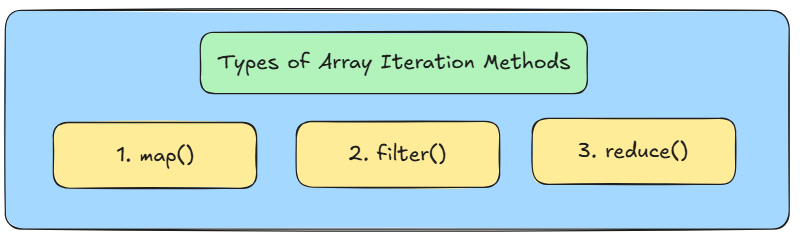 Types of Array Iteration Methods
1. map()
2. filter()
3. reduce()